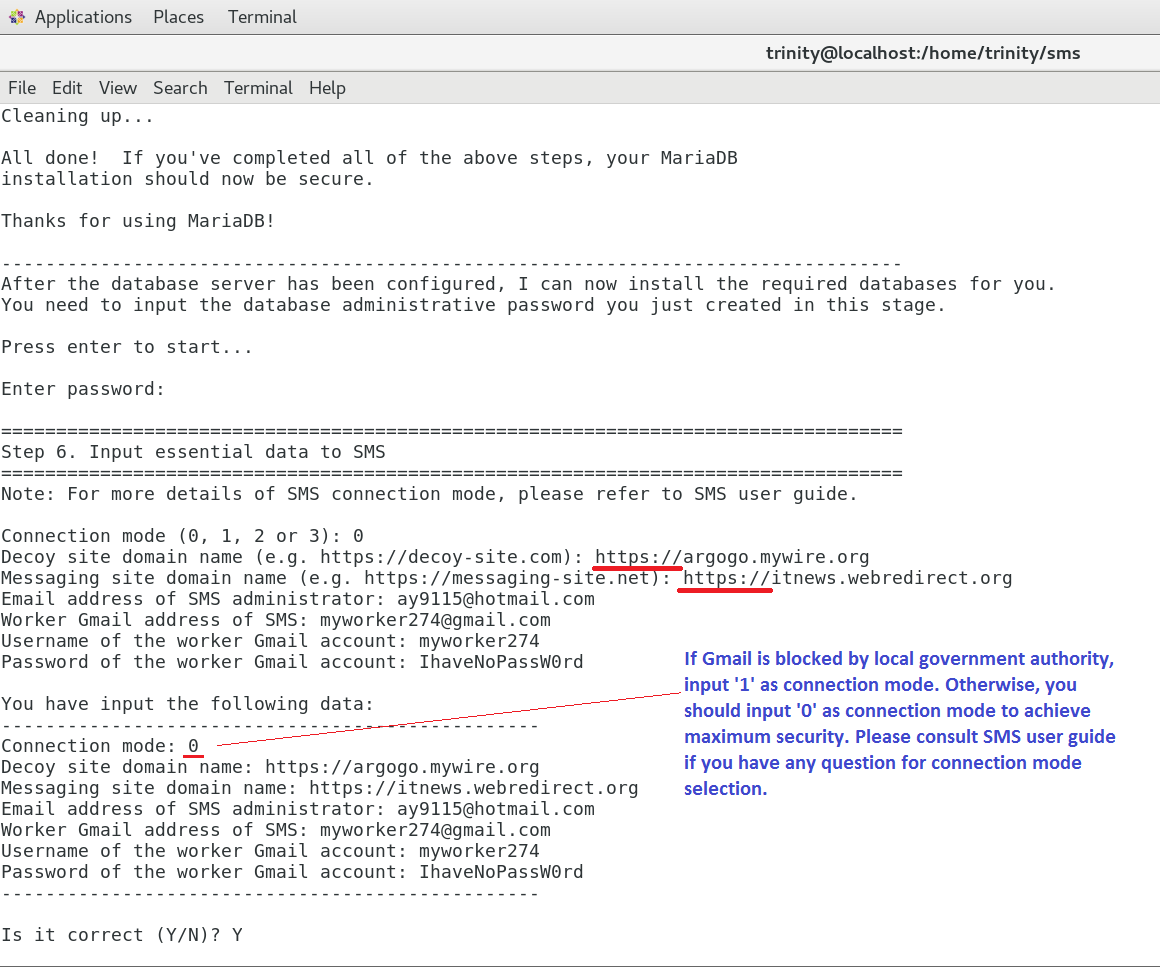 Applications Places Terminal
trinity@localhost:/home/trinity/sms
File Edit View Search Terminal Help
Cleaning up...
All done!  If you've completed all of the above steps, your MariaDB
installation should now be secure.
Thanks for using MariaDB!
----------------------------------------------------------------------------------
After the database server has been configured, I can now install the required databases for you.
You need to input the database administrative password you just created in this stage.
Press enter to start...
Enter password:
==================================================================================
Step 6. Input essential data to SMS
==================================================================================
Note: For more details of SMS connection mode, please refer to SMS user guide.
Connection mode (0, 1, 2 or 3): 0
Decoy site domain name (e.g. https://decoy-site.com): https://argogo.mywire.org
Messaging site domain name (e.g. https://messaging-site.net): https://itnews.webredirect.org
Email address of SMS administrator: ay9115@hotmail.com
Worker Gmail address of SMS: myworker274@gmail.com
Username of the worker Gmail account: myworker274
Password of the worker Gmail account: IhaveNoPassW0rd
You have input the following data:
-------------------------------------------------
Connection mode: 0
Decoy site domain name: https://argogo.mywire.org
Messaging site domain name: https://itnews.webredirect.org
Email address of SMS administrator: ay9115@hotmail.com
Worker Gmail address of SMS: myworker274@gmail.com
Username of the worker Gmail account: myworker274
Password of the worker Gmail account: IhaveNoPassW0rd
-------------------------------------------------
Is it correct (Y/N)? Y
If Gmail is blocked by local government authority,
input '1' as connection mode. Otherwise, you
should input '0' as connection mode to achieve
maximum security. Please consult SMS user guide
if you have any question for connection mode
selection.